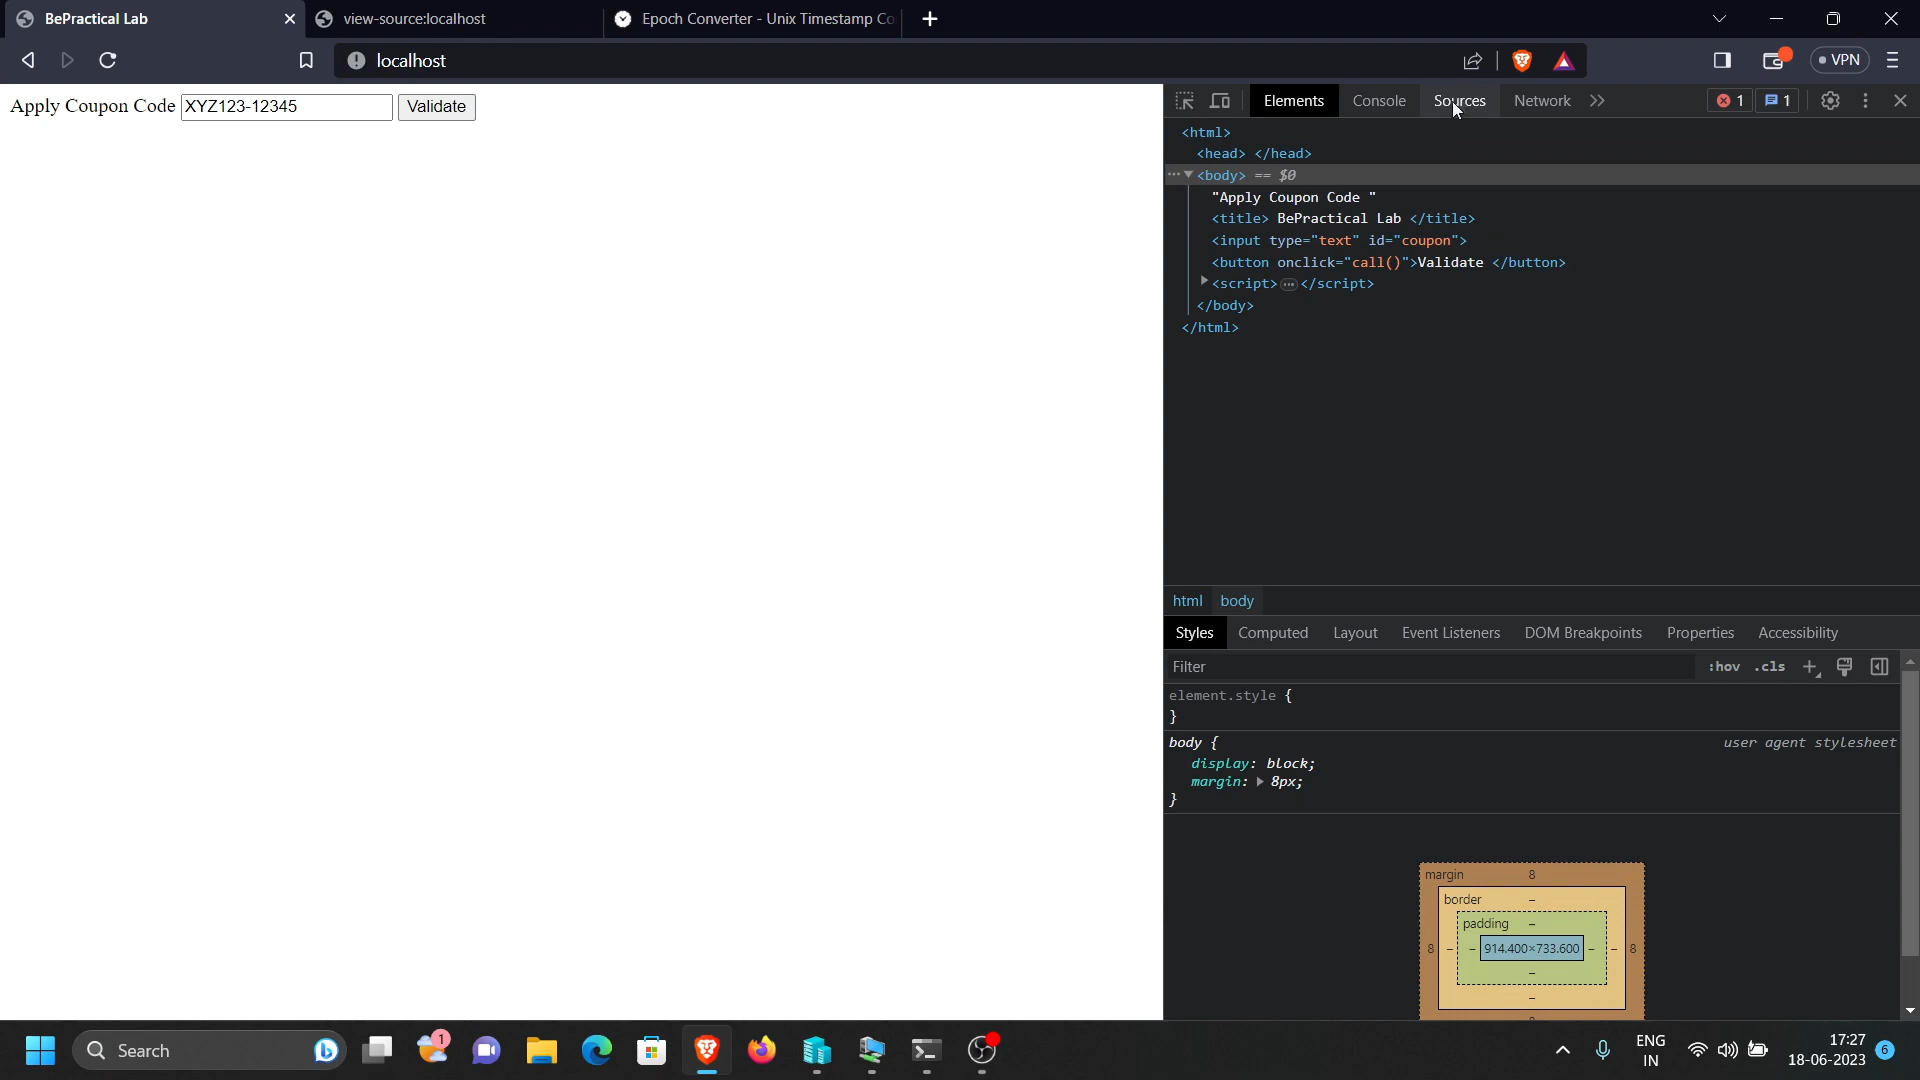 BePractical Lab
view-source:localhost
Epoch Converter - Unix Timestamp Co
localhost
VPN
Apply Coupon Code XYZ123-12345 Validate
Elements Console Sources Network 1 1
<html>
<head> </head>
<body> == $0
"Apply Coupon Code "
<title> BePractical Lab </title>
<input type="text" id="coupon">
<button onclick="call()">Validate </button>
<script>…</script>
</body>
</html>
html body
Styles Computed Layout Event Listeners DOM Breakpoints Properties Accessibility
Filter :hov .cls
element.style {
}
body { user agent stylesheet
display: block;
margin: 8px;
}
margin 8
border –
padding –
8 – – 914.400×733.600 – – 8
–
–
Search
1
ENG
IN
17:27
18-06-2023
6